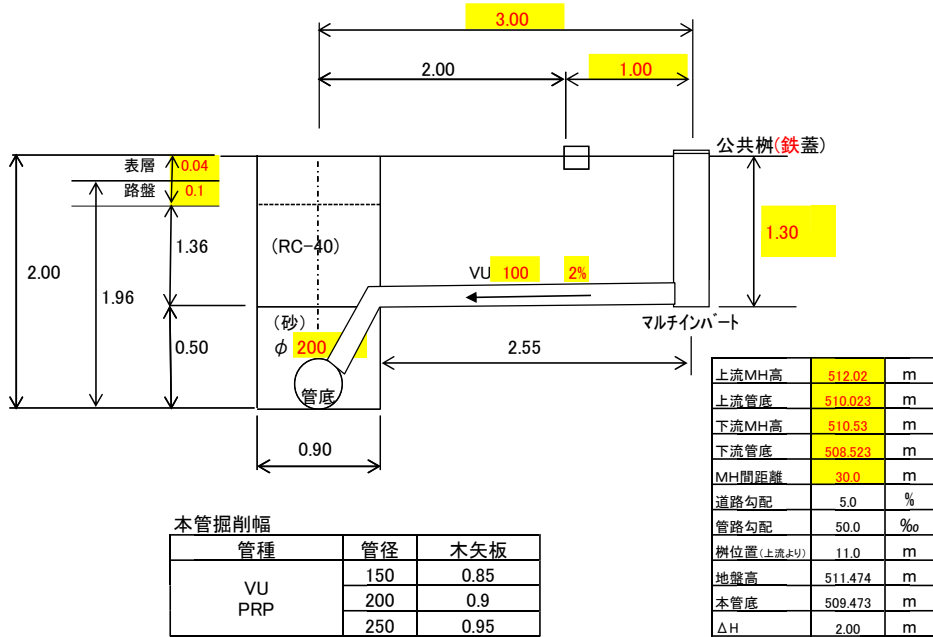 3.00
2.00
1.00
公共桝(鉄蓋)
表層 0.04
路盤 0.1
1.36
(RC-40)
1.30
2.00
1.96
VU 100 2%
マルチインバート
(砂)
φ 200
0.50
2.55
管底
0.90
本管掘削幅
管種 管径 木矢板
VU PRP 150 0.85
200 0.9
250 0.95
上流MH高 512.02 m
上流管底 510.023 m
下流MH高 510.53 m
下流管底 508.523 m
MH間距離 30.0 m
道路勾配 5.0 %
管路勾配 50.0 ‰
桝位置(上流より) 11.0 m
地盤高 511.474 m
本管底 509.473 m
ΔH 2.00 m